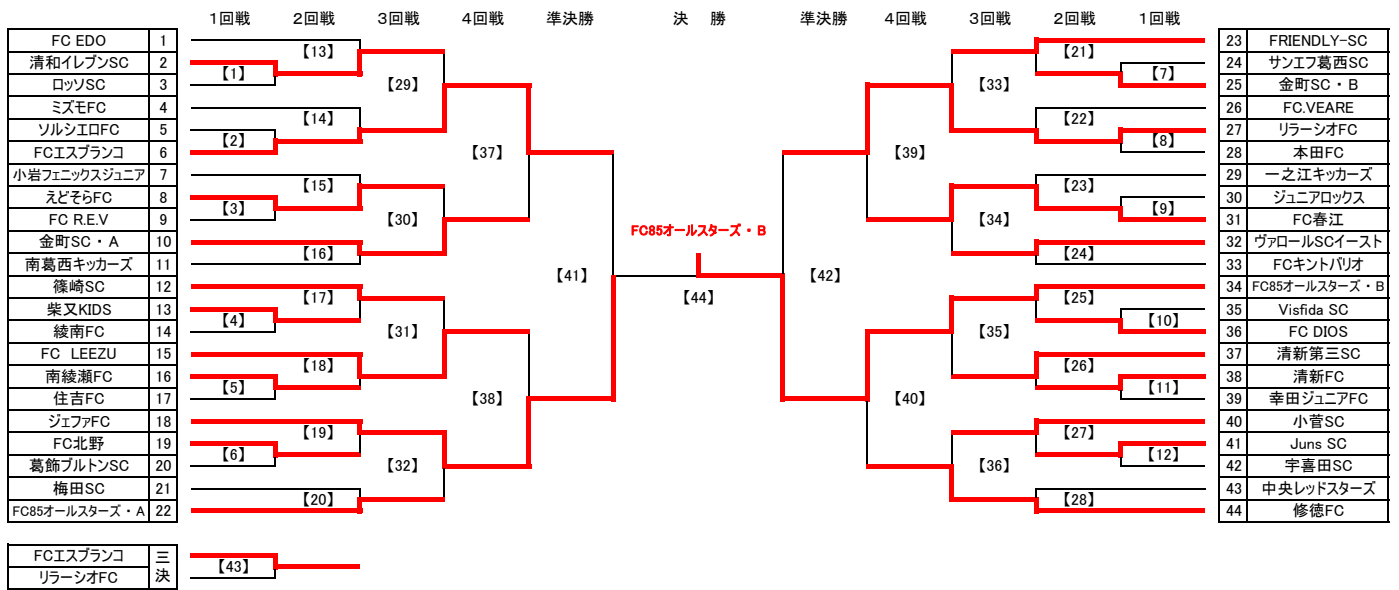 1回戦 2回戦 3回戦 4回戦 準決勝 決 勝 準決勝 4回戦 3回戦 2回戦 1回戦
FC EDO 1
清和イレブンSC 2
ロッソSC 3
ミズモFC 4
ソルシエロFC 5
FCエスブランコ 6
小岩フェニックスジュニア 7
えどそらFC 8
FC R.E.V 9
金町SC・A 10
南葛西キッカーズ 11
篠崎SC 12
柴又KIDS 13
綾南FC 14
FC LEEZU 15
南綾瀬FC 16
住吉FC 17
ジェファFC 18
FC北野 19
葛飾ブルトンSC 20
梅田SC 21
FC85オールスターズ・A 22
【1】
【2】
【3】
【4】
【5】
【6】
【13】
【14】
【15】
【16】
【17】
【18】
【19】
【20】
【29】
【30】
【31】
【32】
【37】
【38】
【41】
FC85オールスターズ・B
【44】
【42】
【39】
【40】
【33】
【34】
【35】
【36】
【21】
【22】
【23】
【24】
【25】
【26】
【27】
【28】
【7】
【8】
【9】
【10】
【11】
【12】
23 FRIENDLY-SC
24 サンエフ葛西SC
25 金町SC・B
26 FC.VEARE
27 リラーシオFC
28 本田FC
29 一之江キッカーズ
30 ジュニアロックス
31 FC春江
32 ヴァロールSCイースト
33 FCキントバリオ
34 FC85オールスターズ・B
35 Visfida SC
36 FC DIOS
37 清新第三SC
38 清新FC
39 幸田ジュニアFC
40 小菅SC
41 Juns SC
42 宇喜田SC
43 中央レッドスターズ
44 修徳FC
FCエスブランコ
リラーシオFC
三決
【43】